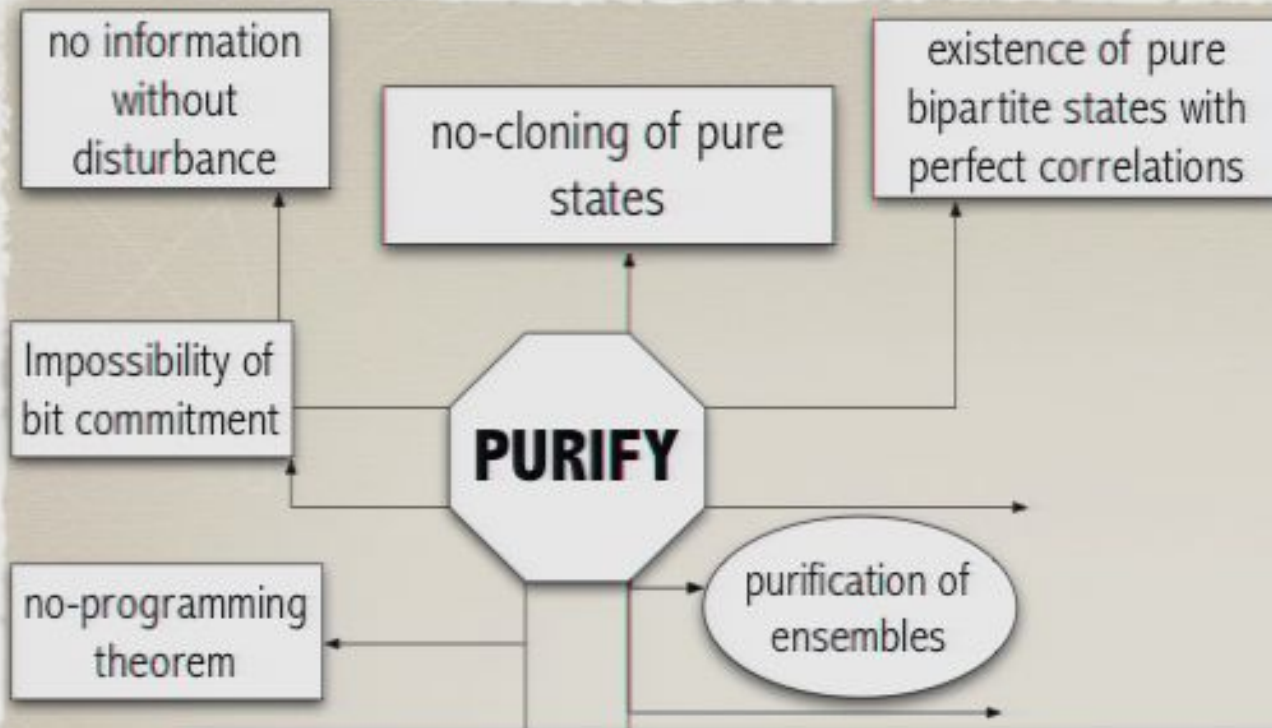 no information
without
disturbance
no-cloning of pure
states
existence of pure
bipartite states with
perfect correlations
Impossibility of
bit commitment
PURIFY
no-programming
theorem
purification of
ensembles